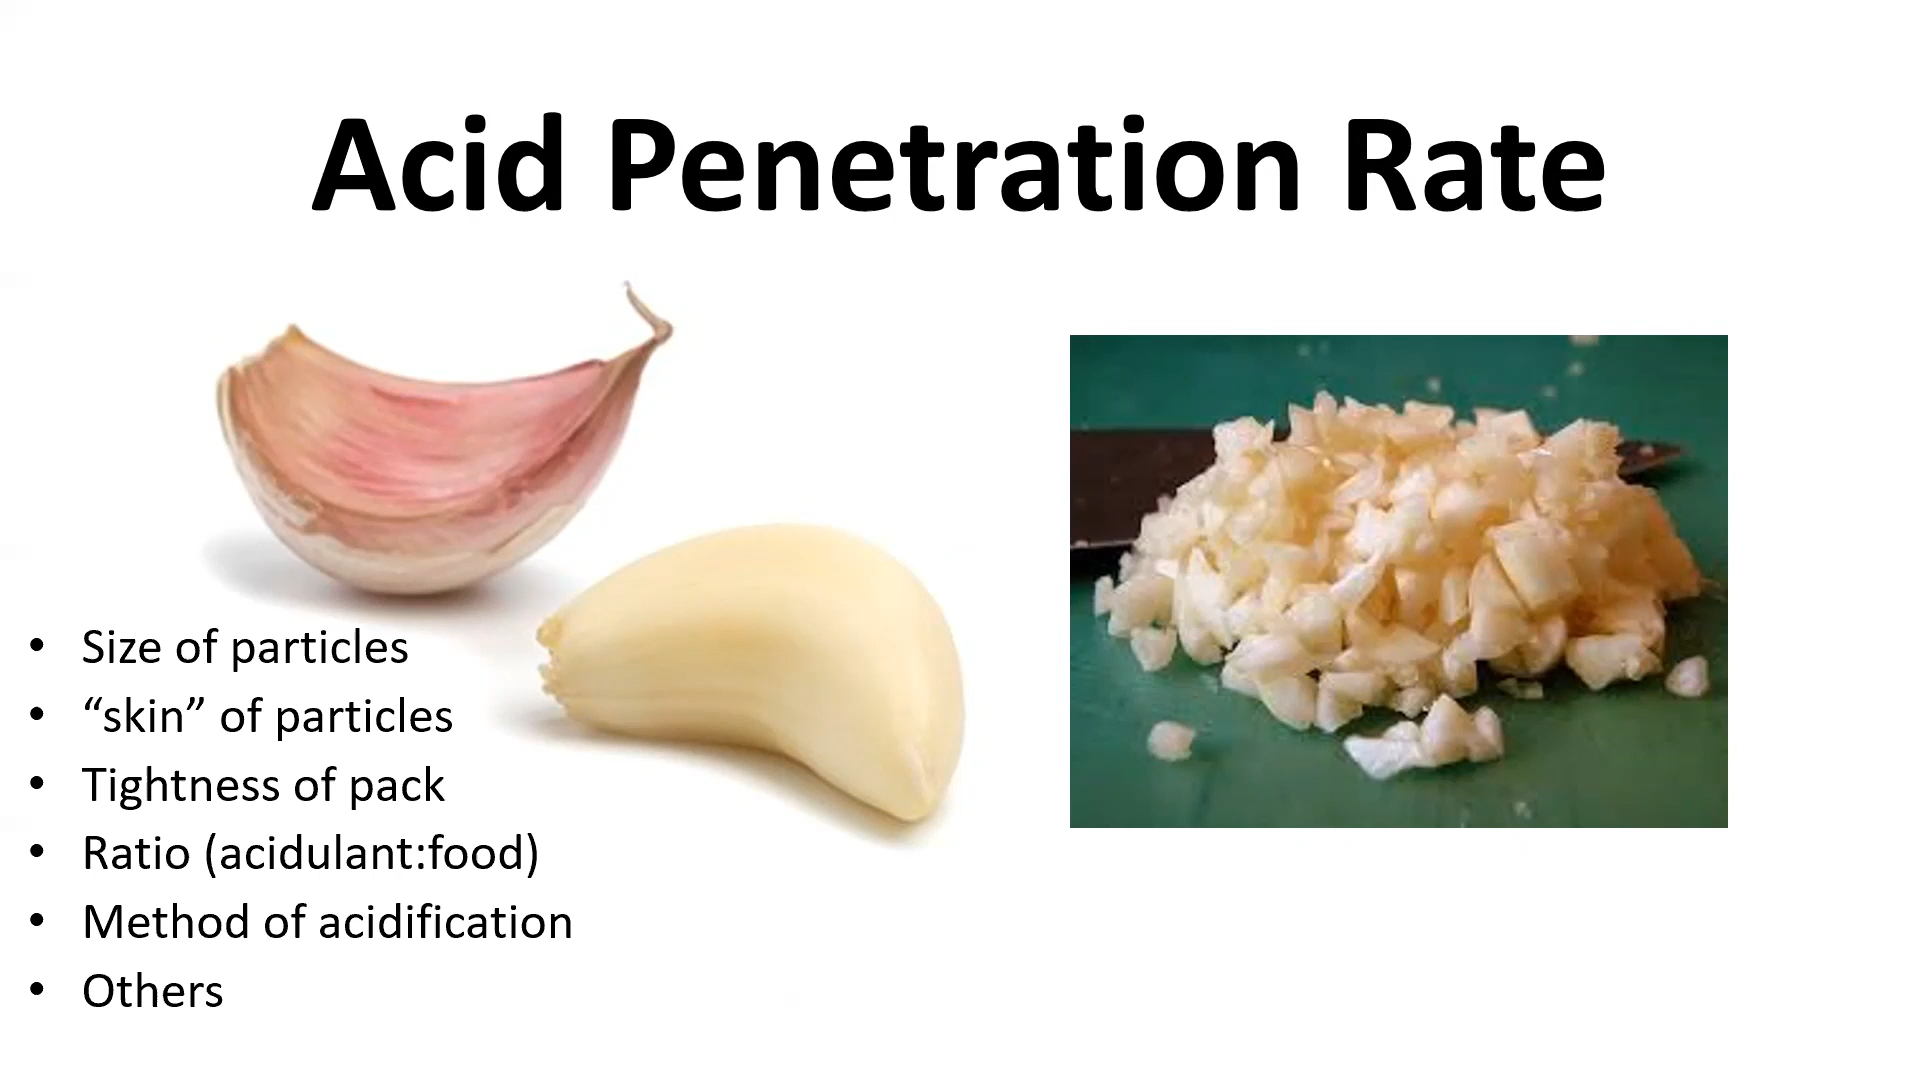 Acid Penetration Rate
• Size of particles
• “skin” of particles
• Tightness of pack
• Ratio (acidulant:food)
• Method of acidification
• Others